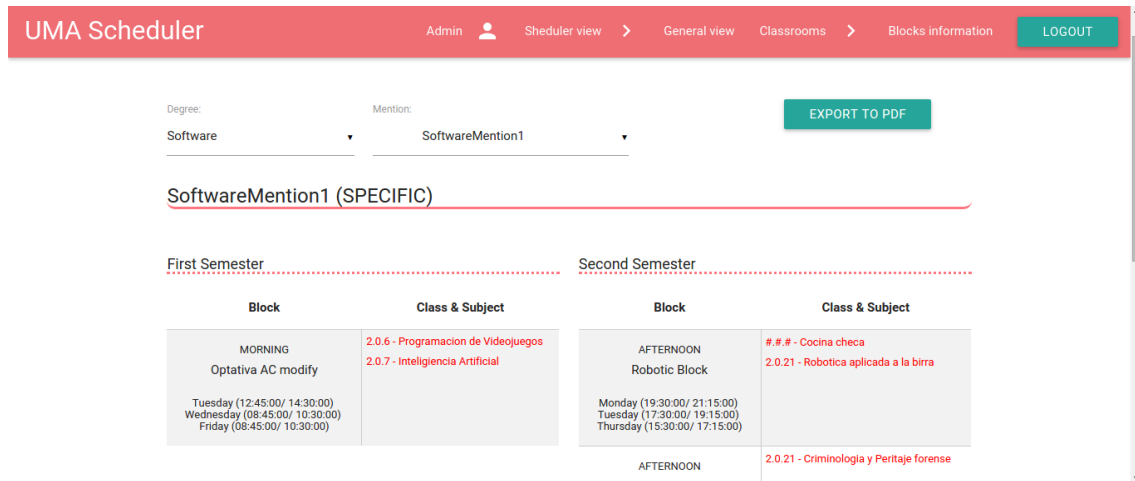 UMA Scheduler
Admin Sheduler view General view Classrooms Blocks information LOGOUT
Degree: Mention:
Software SoftwareMention1
EXPORT TO PDF
SoftwareMention1 (SPECIFIC)
First Semester
Block Class & Subject
MORNING
Optativa AC modify
Tuesday (12:45:00/ 14:30:00)
Wednesday (08:45:00/ 10:30:00)
Friday (08:45:00/ 10:30:00)
2.0.6 - Programacion de Videojuegos
2.0.7 - Inteligiencia Artificial
Second Semester
Block Class & Subject
AFTERNOON
Robotic Block
Monday (19:30:00/ 21:15:00)
Tuesday (17:30:00/ 19:15:00)
Thursday (15:30:00/ 17:15:00)
#.#.# - Cocina checa
2.0.21 - Robotica aplicada a la birra
AFTERNOON
2.0.21 - Criminologia y Peritaje forense